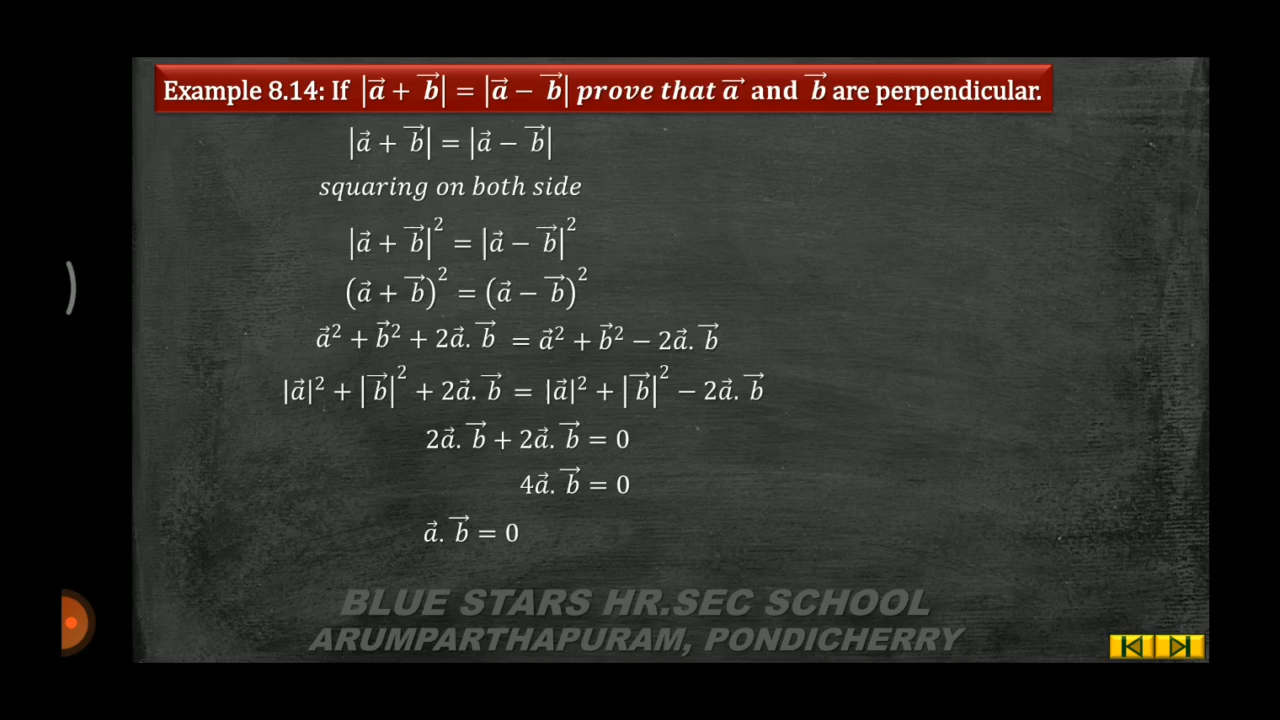 Example 8.14: If |a⃗ + b⃗| = |a⃗ − b⃗| prove that a⃗ and b⃗ are perpendicular.
|a⃗ + b⃗| = |a⃗ − b⃗|
squaring on both side
|a⃗ + b⃗|² = |a⃗ − b⃗|²
(a⃗ + b⃗)² = (a⃗ − b⃗)²
a⃗² + b⃗² + 2a⃗. b⃗ = a⃗² + b⃗² − 2a⃗. b⃗
|a⃗|² + |b⃗|² + 2a⃗. b⃗ = |a⃗|² + |b⃗|² − 2a⃗. b⃗
2a⃗. b⃗ + 2a⃗. b⃗ = 0
4a⃗. b⃗ = 0
a⃗. b⃗ = 0
BLUE STARS HR.SEC SCHOOL
ARUMPARTHAPURAM, PONDICHERRY